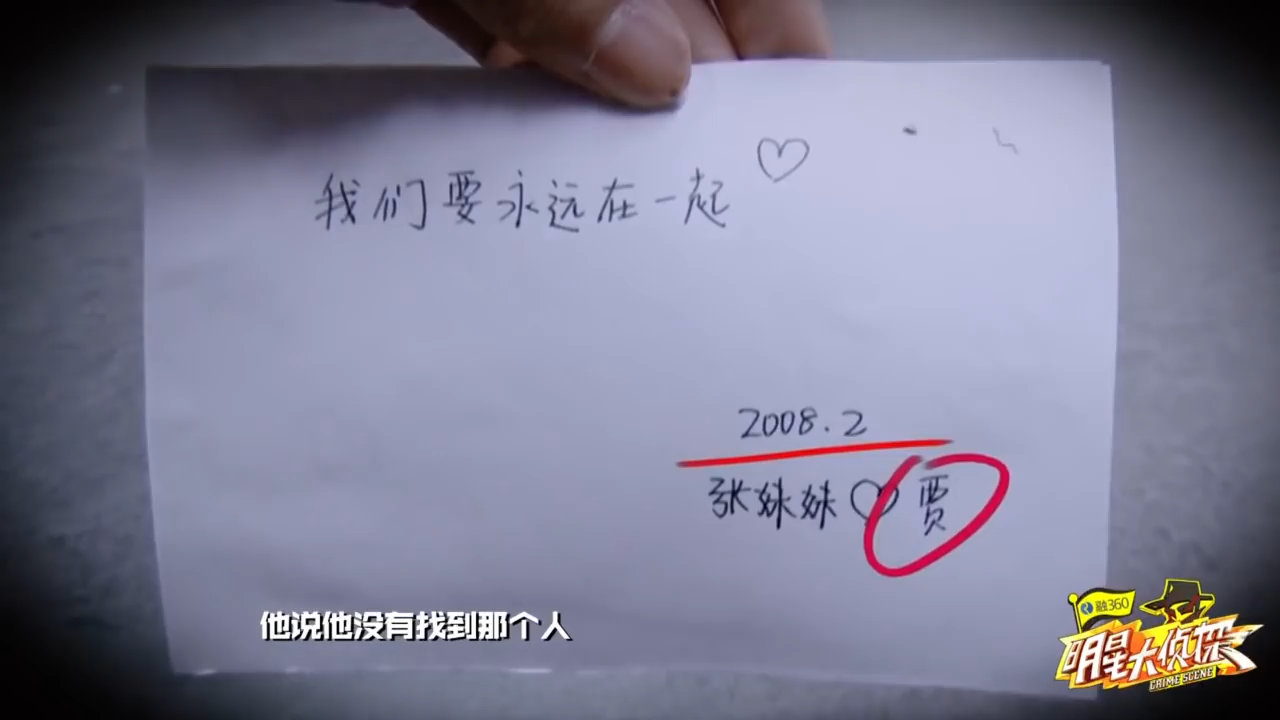 我们要永远在一起
2008.2
张妹妹♡贾
他说他没有找到那个人
融360
明星大侦探
CRIME SCENE